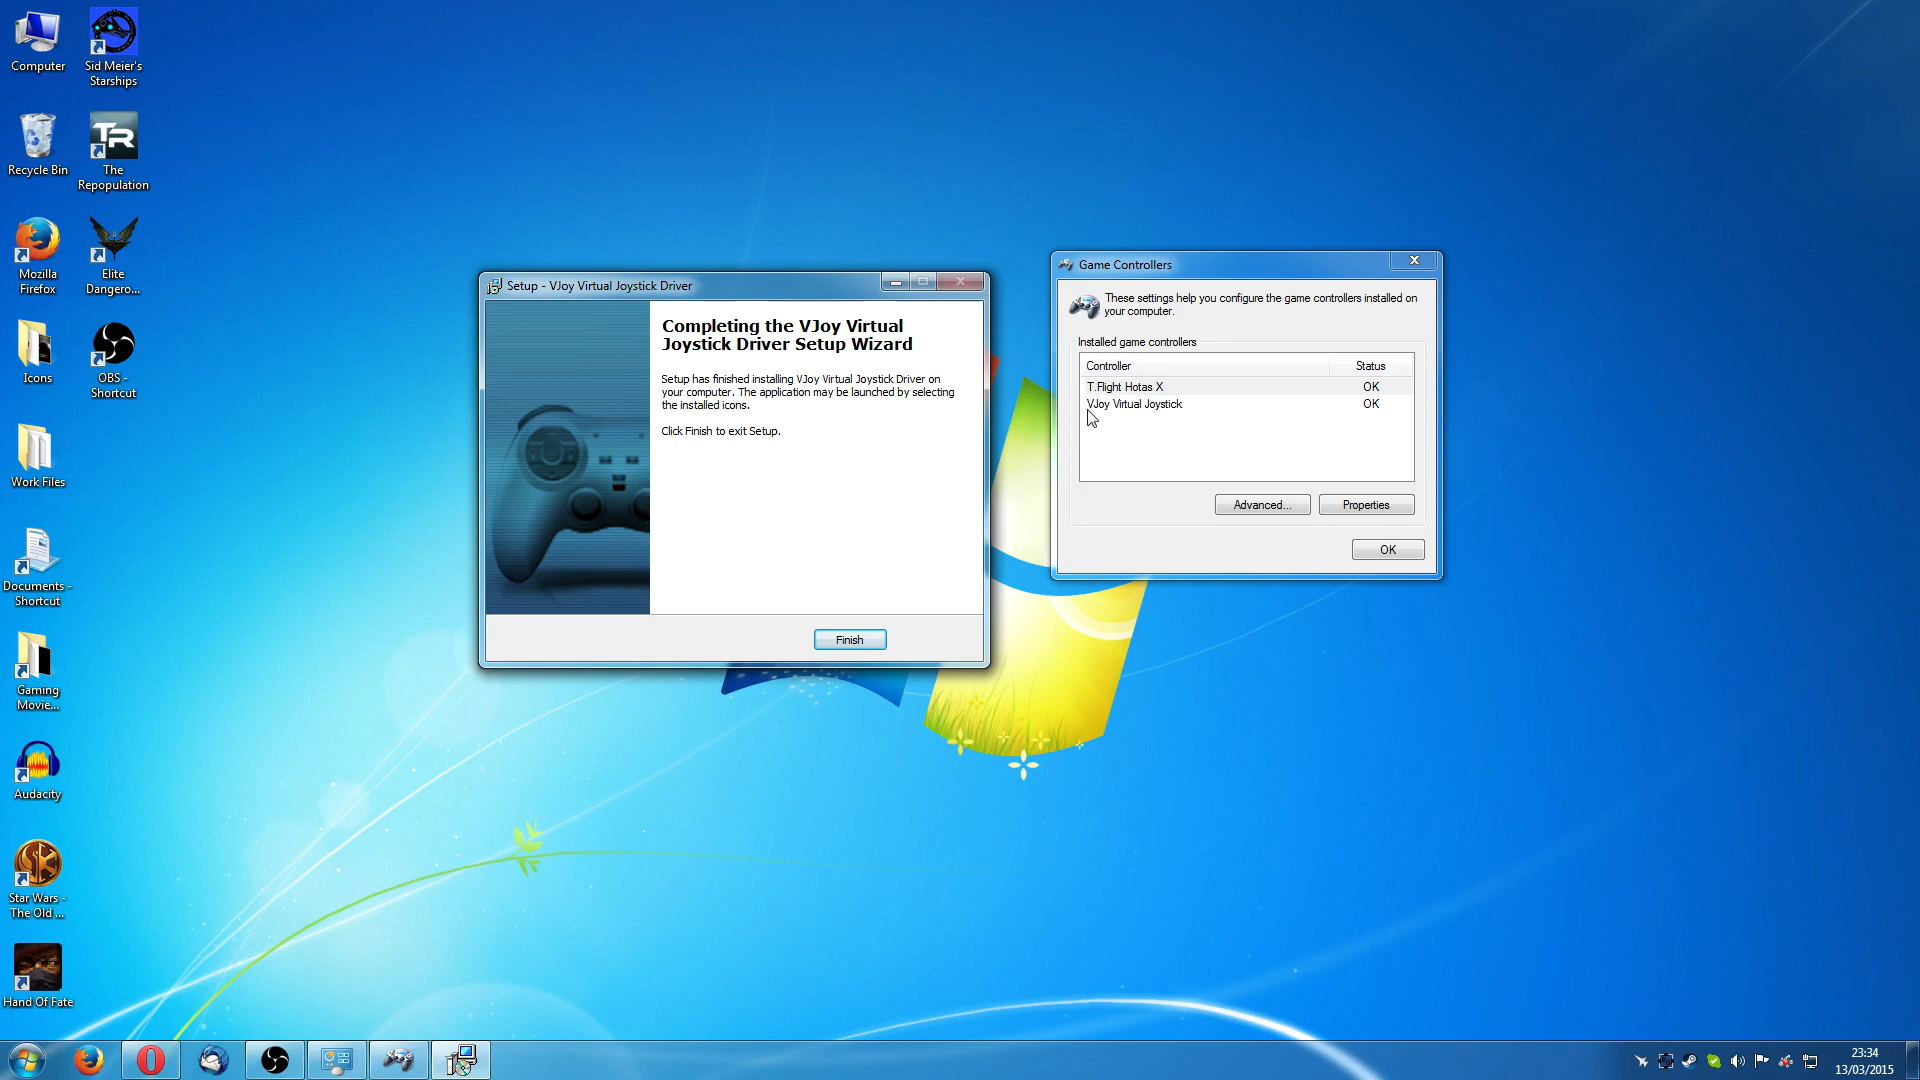 Computer
Sid Meier's
Starships
Recycle Bin
TR
The
Repopulation
Mozilla
Firefox
Elite
Dangero...
Icons
OBS -
Shortcut
Work Files
Documents -
Shortcut
Gaming
Movie...
Audacity
Star Wars -
The Old ...
Hand Of Fate
Setup - VJoy Virtual Joystick Driver
Completing the VJoy Virtual
Joystick Driver Setup Wizard
Setup has finished installing VJoy Virtual Joystick Driver on
your computer. The application may be launched by selecting
the installed icons.
Click Finish to exit Setup.
Finish
Game Controllers
These settings help you configure the game controllers installed on
your computer.
Installed game controllers
Controller Status
T.Flight Hotas X OK
VJoy Virtual Joystick OK
Advanced... Properties
OK
23:34
13/03/2015